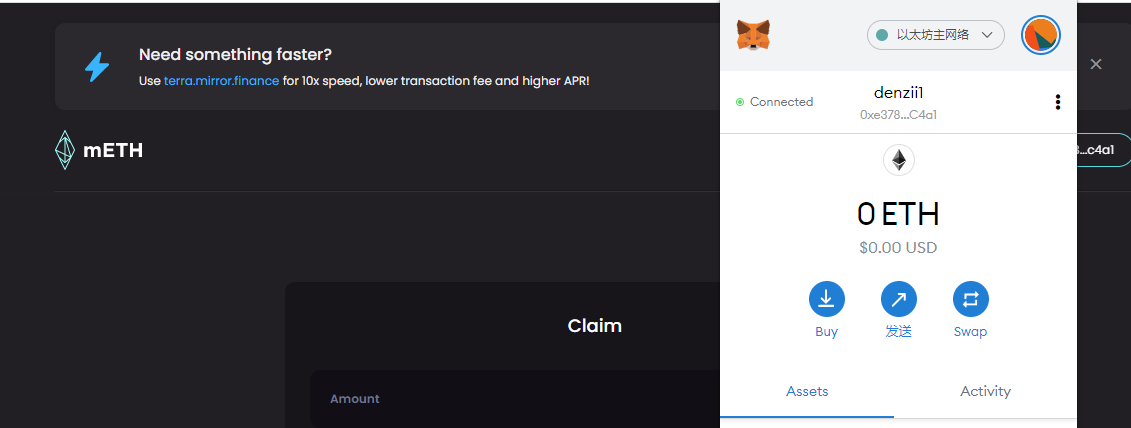 Need something faster?
Use terra.mirror.finance for 10x speed, lower transaction fee and higher APR!
mETH
Claim
Amount
以太坊主网络
Connected
denzii1
0xe378...C4a1
...c4a1
0 ETH
$0.00 USD
Buy
发送
Swap
Assets
Activity